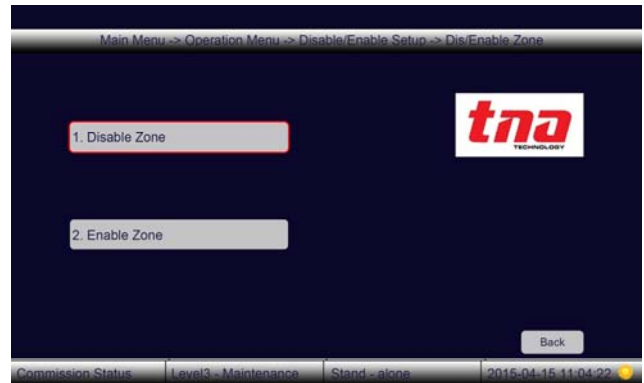 Main Menu -> Operation Menu -> Disable/Enable Setup -> Dis/Enable Zone
tna
TECHNOLOGY
1. Disable Zone
2. Enable Zone
Back
Commission Status Level3 - Maintenance Stand - alone 2015-04-15 11:04:22